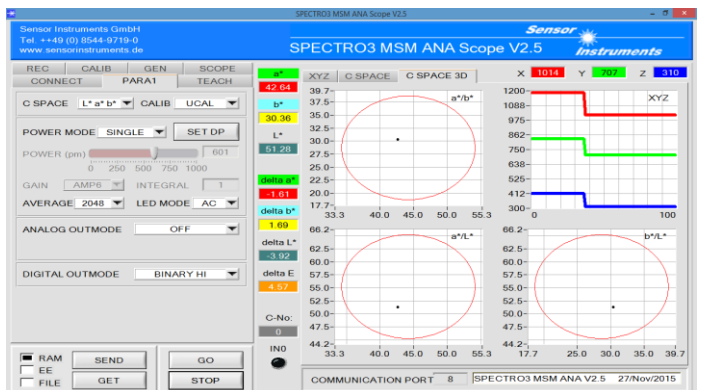 SPECTRO3 MSM ANA Scope V2.5
Sensor Instruments GmbH
Tel. ++49 (0) 8544-9719-0
www.sensorinstruments.de
SPECTRO3 MSM ANA Scope V2.5
Sensor
Instruments
REC CALIB GEN SCOPE
CONNECT PARA1 TEACH
C SPACE L* a* b* CALIB UCAL
POWER MODE SINGLE SET DP
POWER (pm) 601
0 250 500 750 1000
GAIN AMP6 INTEGRAL 1
AVERAGE 2048 LED MODE AC
ANALOG OUTMODE OFF
DIGITAL OUTMODE BINARY HI
RAM
EE
FILE
SEND GO
GET STOP
a*
42.64
b*
30.36
L*
51.28
delta a*
-1.61
delta b*
1.69
delta L*
-3.92
delta E
4.57
C-No:
0
IN0
XYZ C SPACE C SPACE 3D
X 1014 Y 707 Z 310
a*/b*
39.7
37.5
35.0
32.5
30.0
27.5
25.0
22.5
20.0
17.7
33.3 40.0 45.0 50.0 55.3
XYZ
1200
1088
975
862
750
638
525
412
300
0 100
a*/L*
66.2
62.5
60.0
57.5
55.0
52.5
50.0
47.5
44.2
33.3 40.0 45.0 50.0 55.3
b*/L*
66.2
62.5
60.0
57.5
55.0
52.5
50.0
47.5
44.2
17.7 25.0 30.0 35.0 39.7
COMMUNICATION PORT 8 SPECTRO3 MSM ANA V2.5 27/Nov/2015